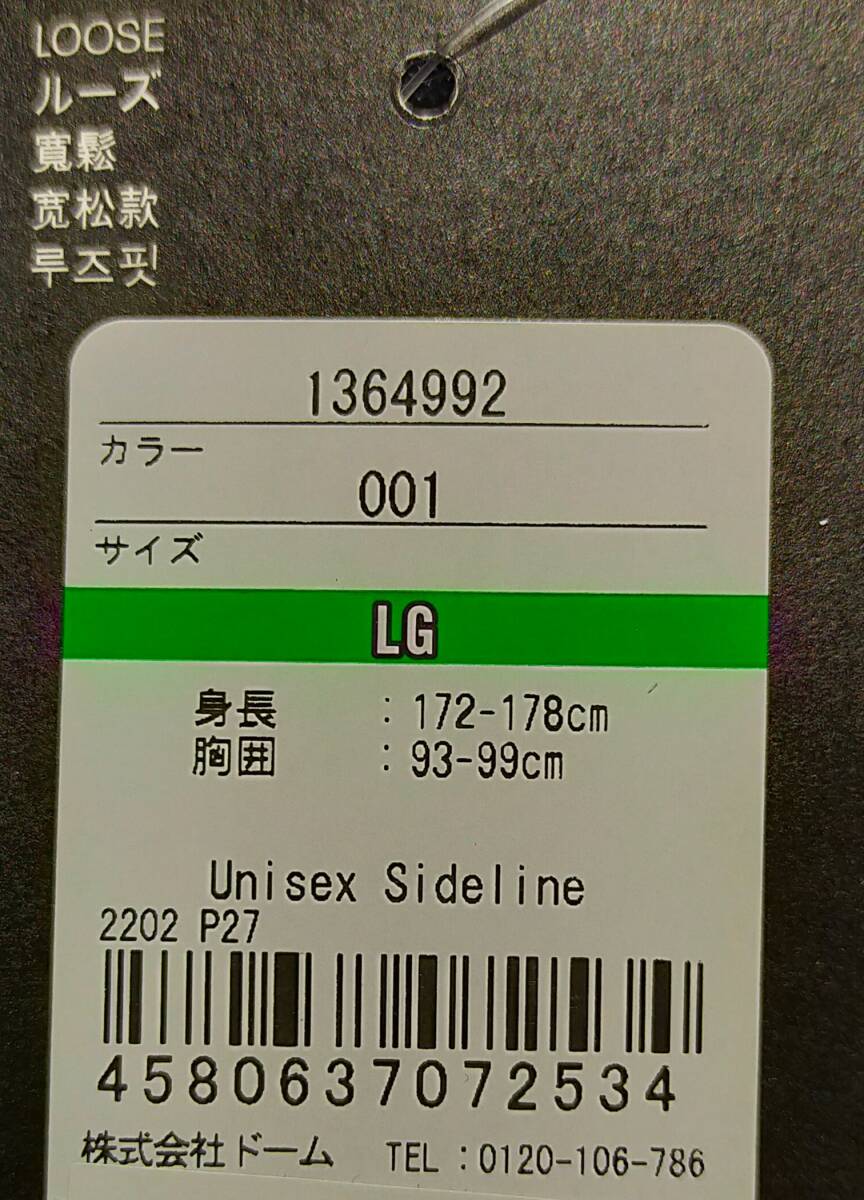 LOOSE
ルーズ
寬鬆
宽松款
루즈핏
1364992
カラー
001
サイズ
LG
身長 : 172-178cm
胸囲 : 93-99cm
Unisex Sideline
2202 P27
4580637072534
株式会社ドーム TEL:0120-106-786